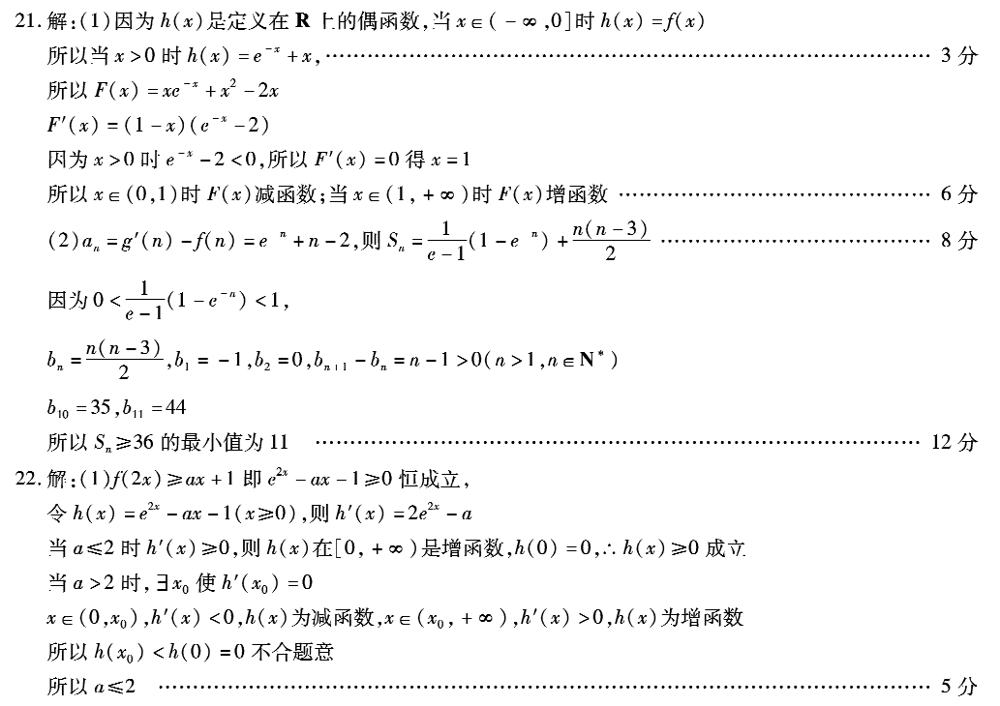 21. 解:(1)因为 h(x)是定义在 R 上的偶函数,当 x∈( -∞ ,0]时 h(x) =f(x)
所以当 x>0 时 h(x) =e^{-x} +x, …… 3 分
所以 F(x) =xe^{-x} +x² -2x
F′(x) = (1-x)(e^{-x} -2)
因为 x>0 时 e^{-x} -2<0,所以 F′(x) =0 得 x=1
所以 x∈(0,1)时 F(x)减函数;当 x∈(1, +∞ )时 F(x)增函数 …… 6 分
(2)a_n =g′(n) -f(n) =e^{-n} +n-2,则 S_n = \frac{1}{e-1}(1-e^{-n}) + \frac{n(n-3)}{2} …… 8 分
因为 0< \frac{1}{e-1}(1-e^{-n}) <1,
b_n = \frac{n(n-3)}{2},b_1 = -1,b_2 =0,b_{n+1} -b_n =n-1>0(n>1,n∈N^*)
b_{10} =35,b_{11} =44
所以 S_n ≥36 的最小值为 11 …… 12 分
22. 解:(1)f(2x)≥ax+1 即 e^{2x} -ax-1≥0 恒成立,
令 h(x) =e^{2x} -ax-1(x≥0),则 h′(x) =2e^{2x} -a
当 a≤2 时 h′(x)≥0,则 h(x)在[0, +∞ )是增函数,h(0) =0,∴ h(x)≥0 成立
当 a>2 时,∃x_0 使 h′(x_0) =0
x∈(0,x_0),h′(x) <0,h(x)为减函数,x∈(x_0, +∞ ),h′(x) >0,h(x)为增函数
所以 h(x_0) <h(0) =0 不合题意
所以 a≤2 …… 5 分